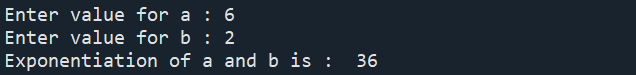 Enter value for a : 6
Enter value for b : 2
Exponentiation of a and b is :  36